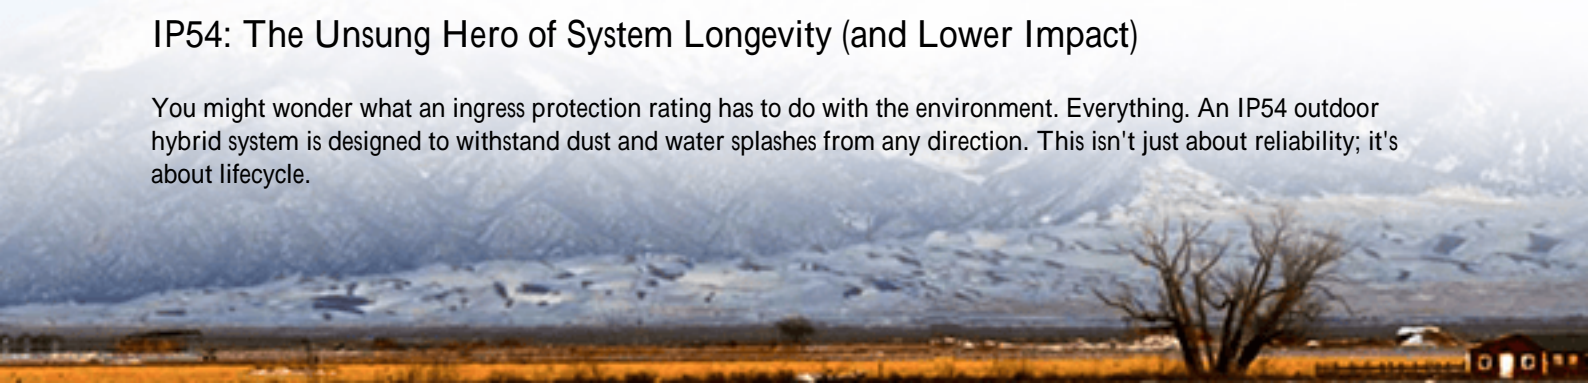 IP54: The Unsung Hero of System Longevity (and Lower Impact)
You might wonder what an ingress protection rating has to do with the environment. Everything. An IP54 outdoor
hybrid system is designed to withstand dust and water splashes from any direction. This isn't just about reliability; it's
about lifecycle.